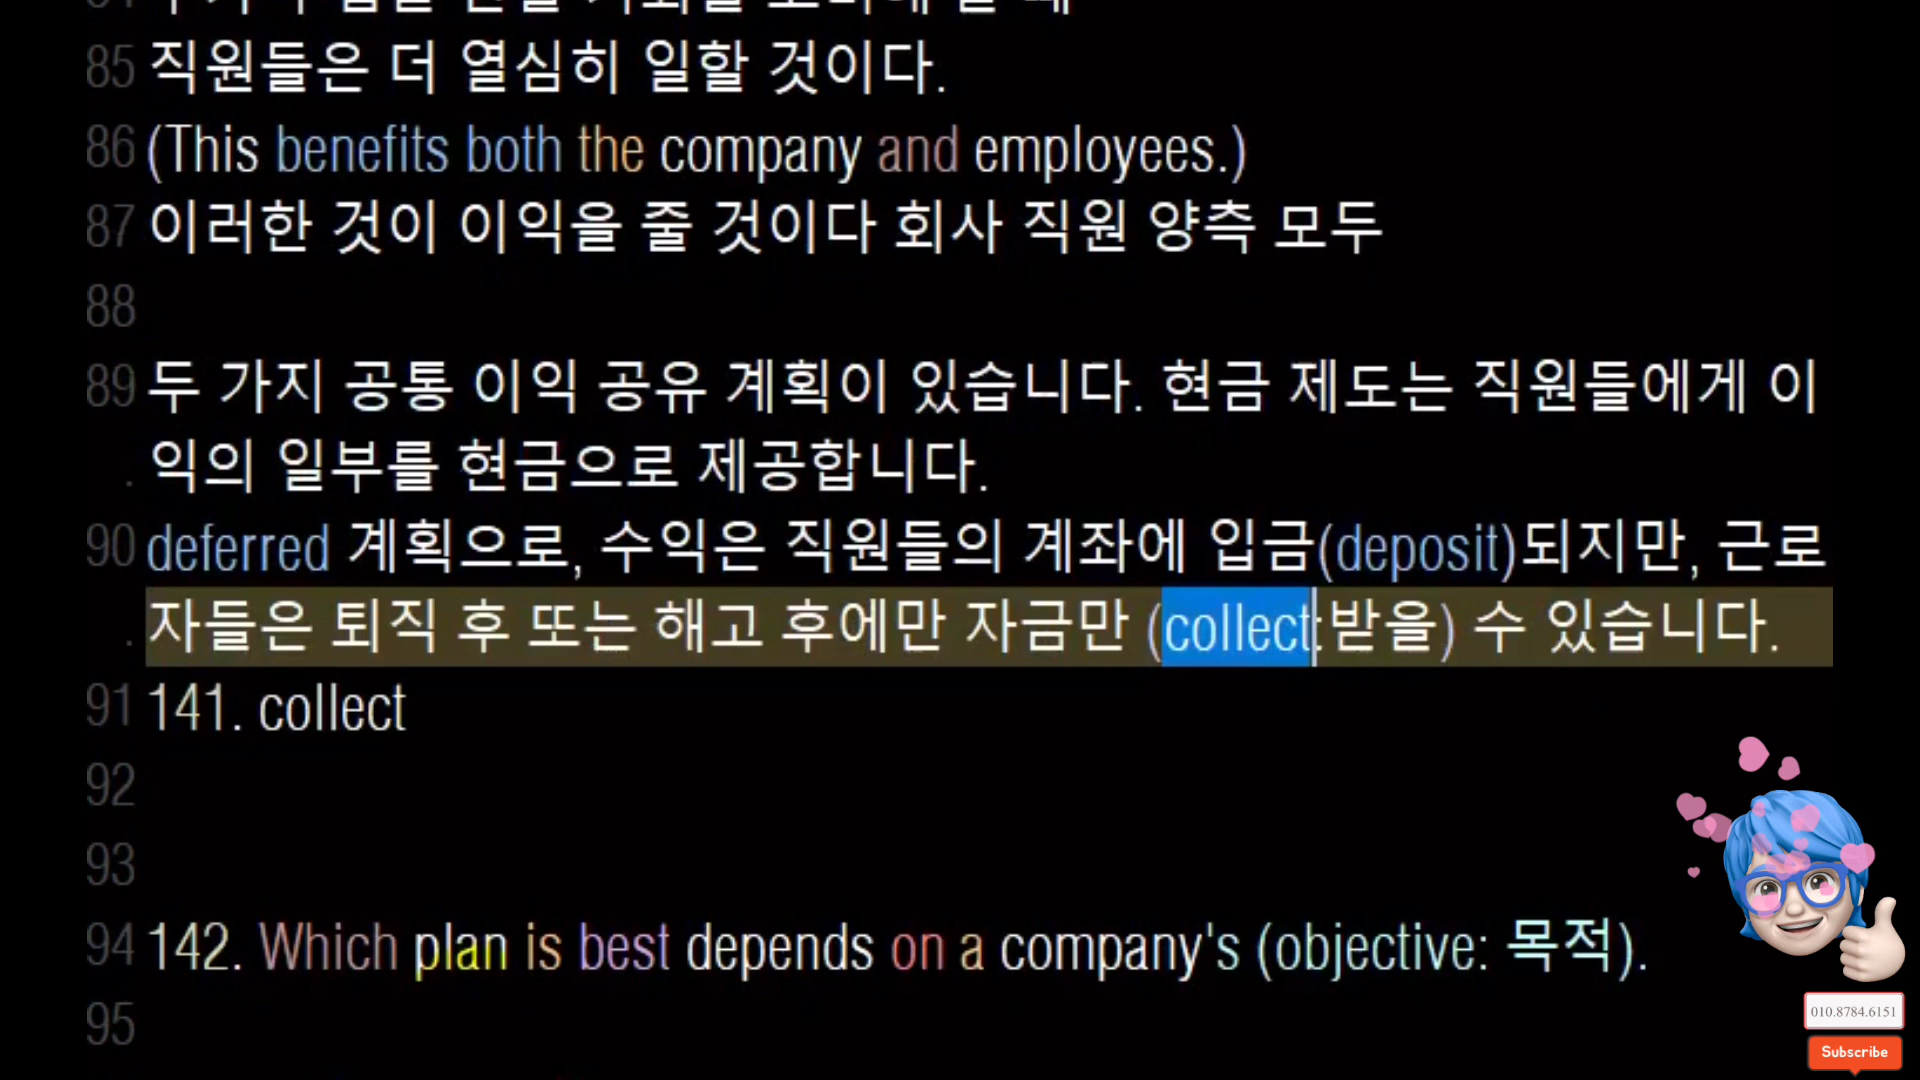 85 직원들은 더 열심히 일할 것이다.
86 (This benefits both the company and employees.)
87 이러한 것이 이익을 줄 것이다 회사 직원 양측 모두
88
89 두 가지 공통 이익 공유 계획이 있습니다. 현금 제도는 직원들에게 이
. 익의 일부를 현금으로 제공합니다.
90 deferred 계획으로, 수익은 직원들의 계좌에 입금(deposit)되지만, 근로
. 자들은 퇴직 후 또는 해고 후에만 자금만 (collect:받을) 수 있습니다.
91 141. collect
92
93
94 142. Which plan is best depends on a company's (objective: 목적).
95
010.8784.6151
Subscribe